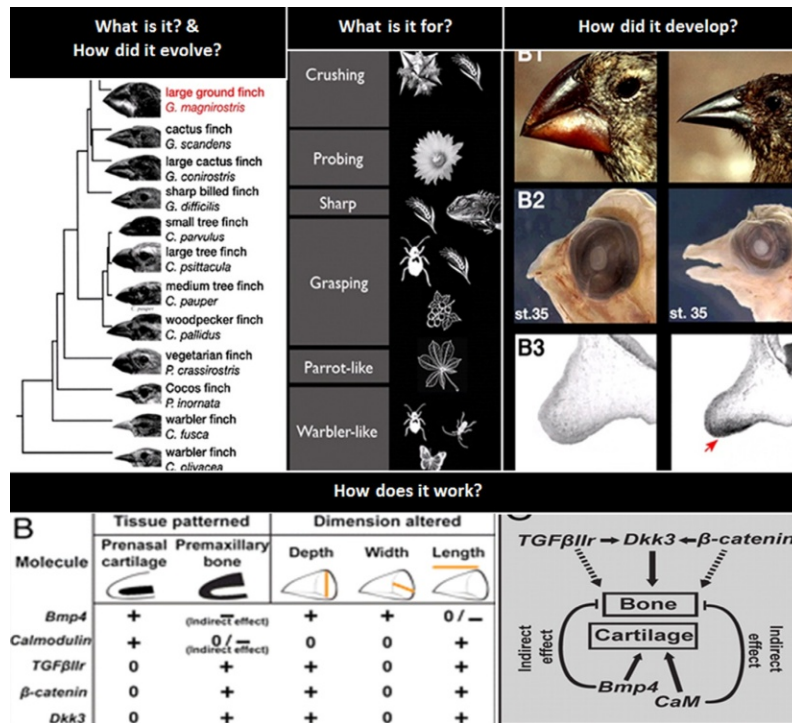 What is it? &
How did it evolve?
What is it for?
How did it develop?
large ground finch
G. magnirostris
cactus finch
G. scandens
large cactus finch
G. conirostris
sharp billed finch
G. difficilis
small tree finch
C. parvulus
large tree finch
C. psittacula
medium tree finch
C. pauper
woodpecker finch
C. pallidus
vegetarian finch
P. crassirostris
Cocos finch
P. inornata
warbler finch
C. fusca
warbler finch
C. olivacea
Crushing
Probing
Sharp
Grasping
Parrot-like
Warbler-like
B1
B2
st.35
st.35
B3
How does it work?
B
Tissue patterned
Dimension altered
Molecule
Prenasal
cartilage
Premaxillary
bone
Depth
Width
Length
Bmp4 + – + + 0/–
(Indirect effect)
Calmodulin + 0/– 0 0 +
(Indirect effect)
TGFβIIr 0 + + 0 +
β-catenin 0 + + 0 +
Dkk3 0 + + 0 +
TGFβIIr Dkk3 β-catenin
Bone
Cartilage
Indirect
effect
Indirect
effect
Bmp4
CaM